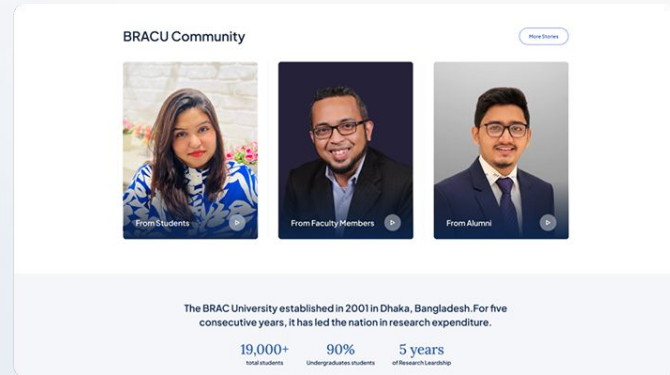 BRACU Community
More Stories
From Students
From Faculty Members
From Alumni
The BRAC University established in 2001 in Dhaka, Bangladesh.For five
consecutive years, it has led the nation in research expenditure.
19,000+
90%
5 years
total students
Undergraduates students
of Research Leardship